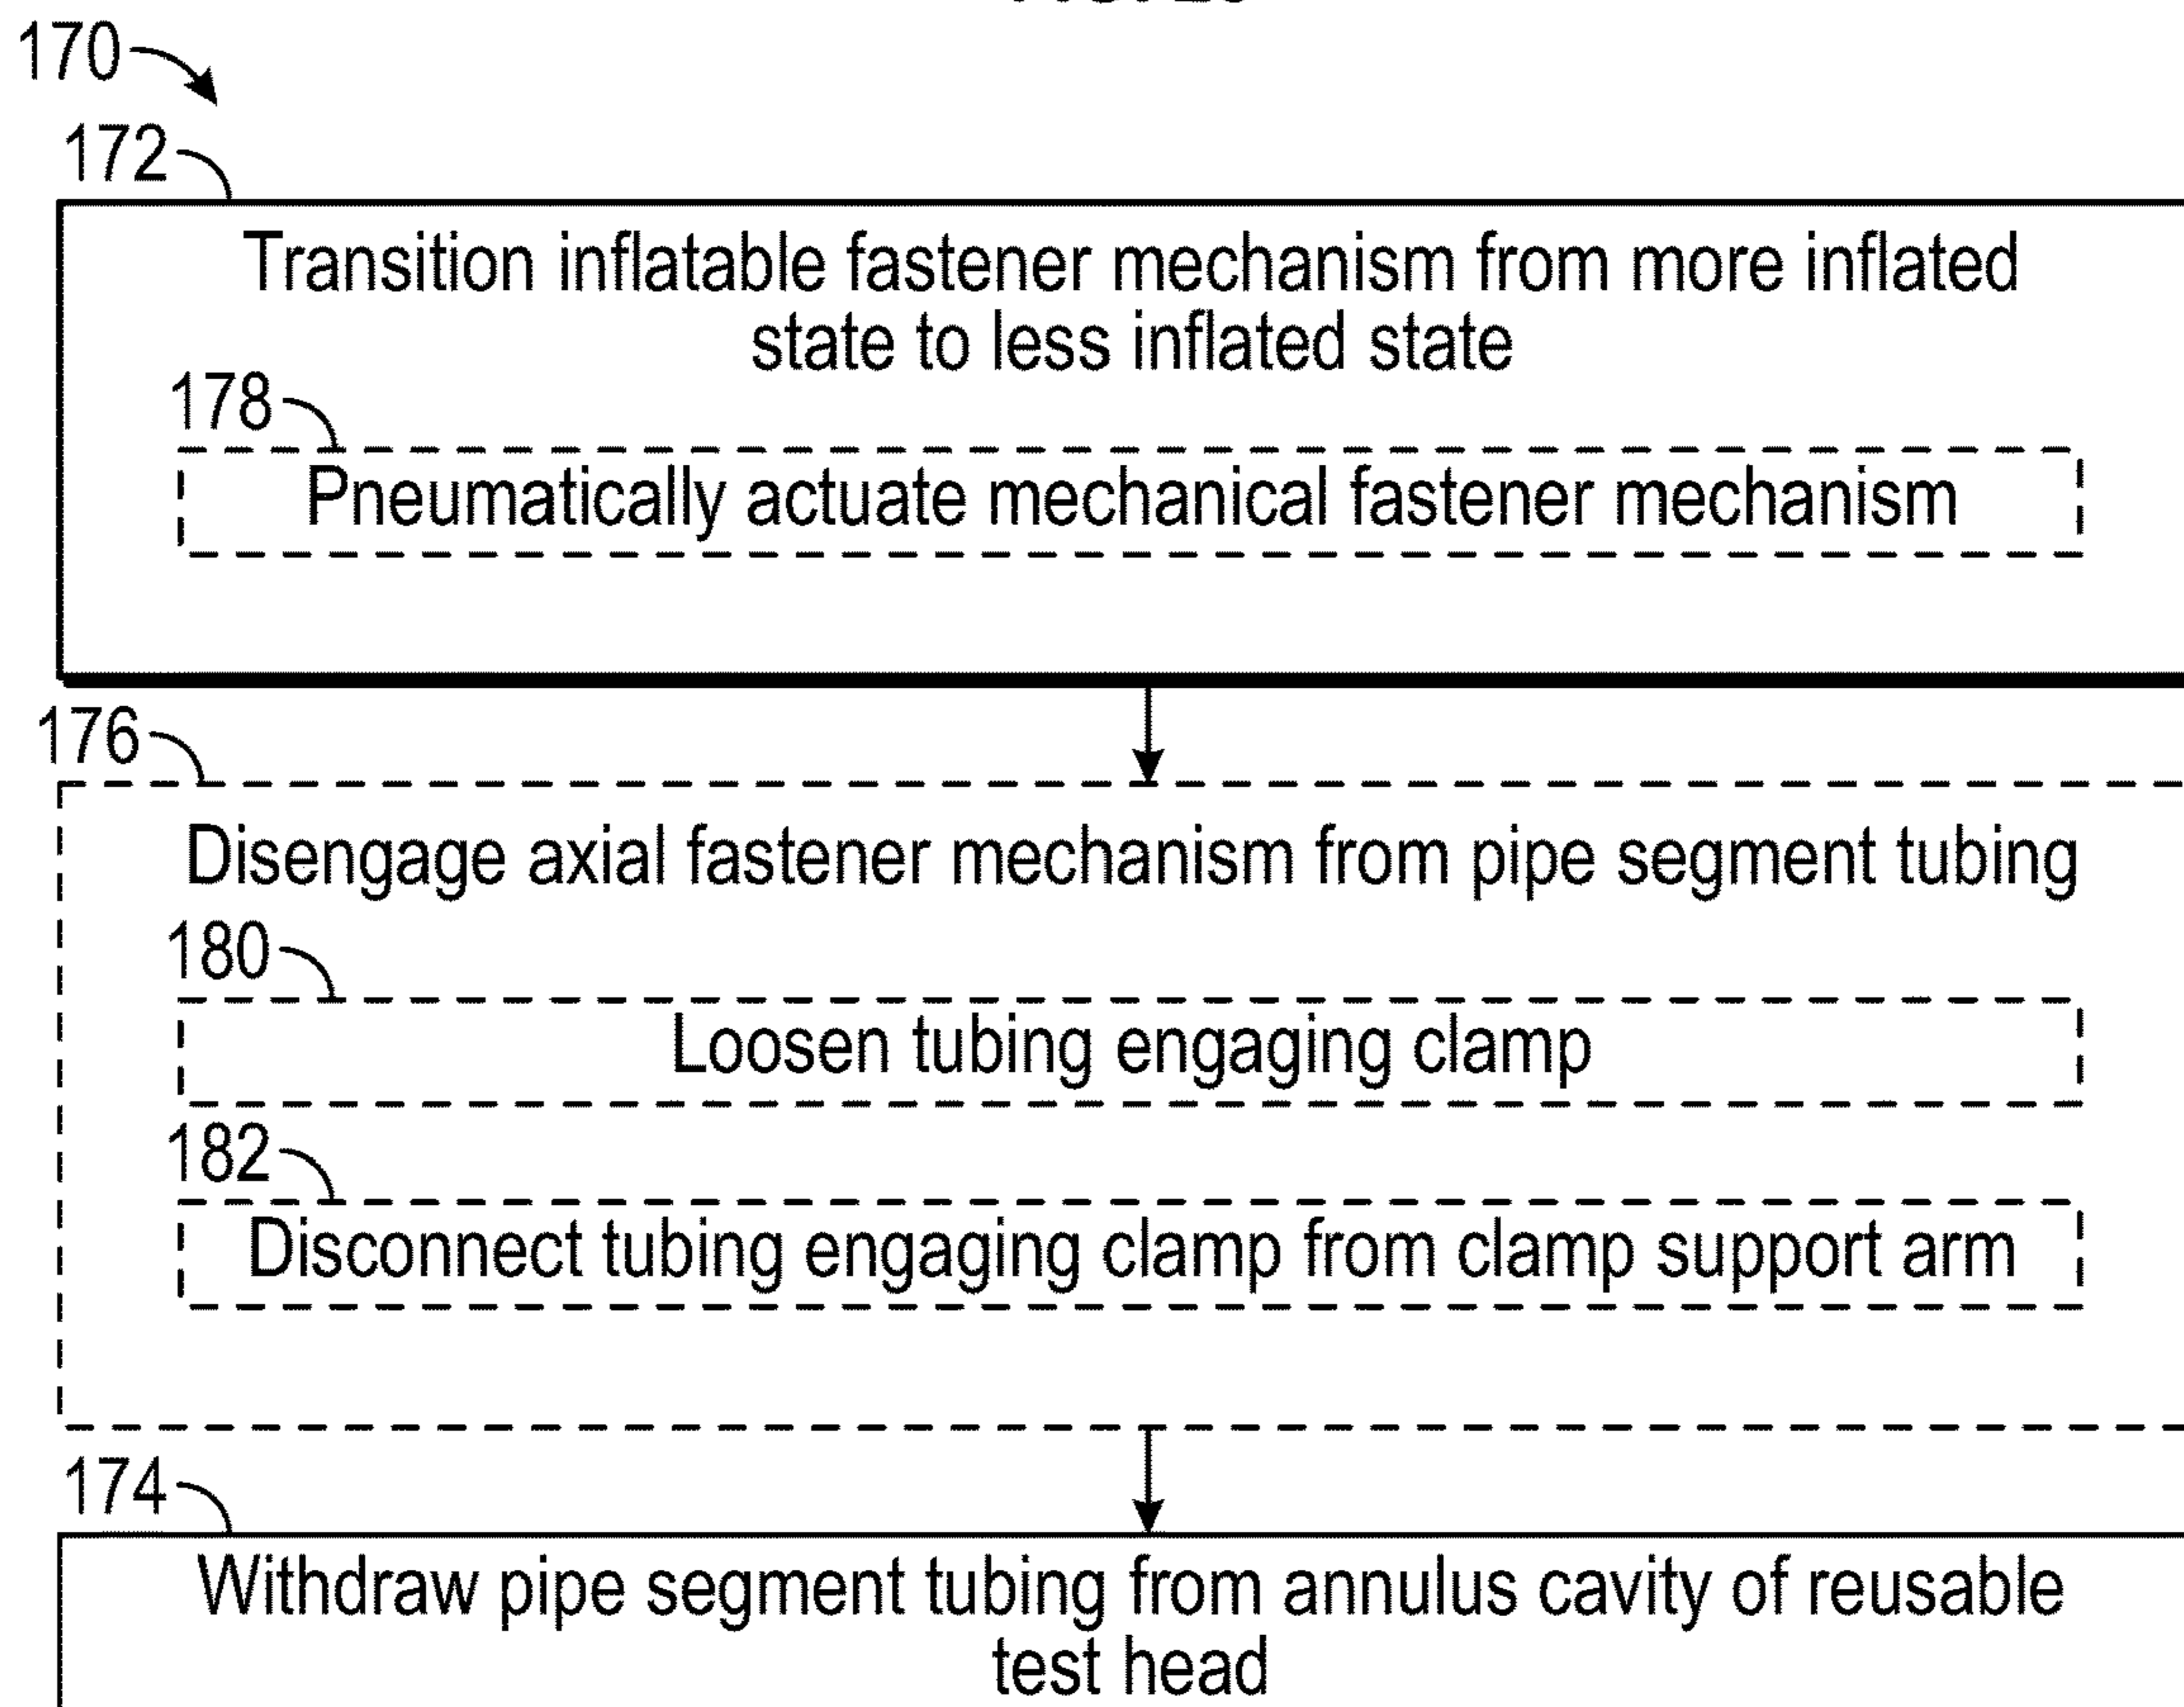 170
172
Transition inflatable fastener mechanism from more inflated
state to less inflated state
178
Pneumatically actuate mechanical fastener mechanism
176
Disengage axial fastener mechanism from pipe segment tubing
180
Loosen tubing engaging clamp
182
Disconnect tubing engaging clamp from clamp support arm
174
Withdraw pipe segment tubing from annulus cavity of reusable
test head